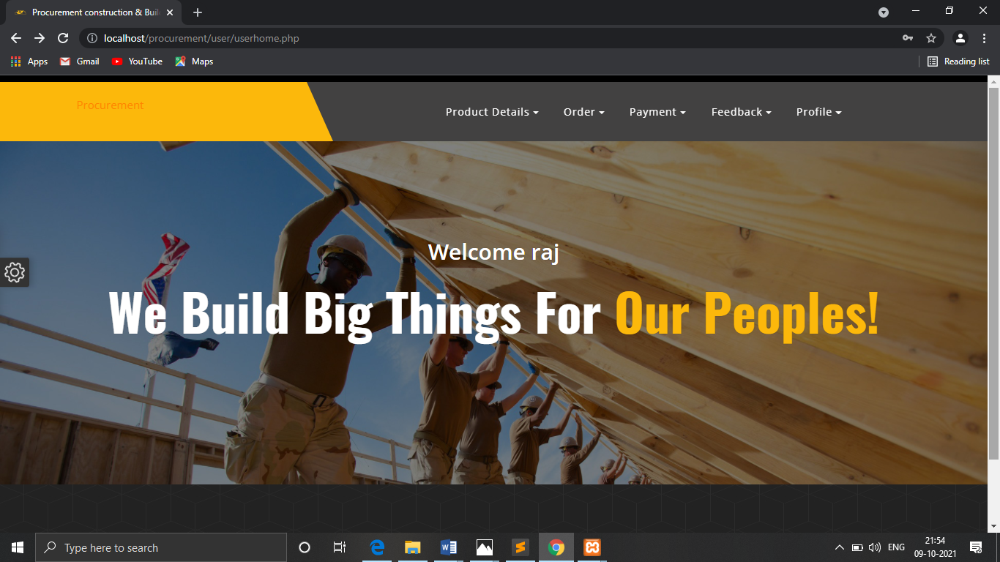 Procurement construction & Buil
localhost/procurement/user/userhome.php
Apps Gmail YouTube Maps Reading list
Procurement
Product Details Order Payment Feedback Profile
Welcome raj
We Build Big Things For Our Peoples!
Type here to search
ENG
21:54
09-10-2021